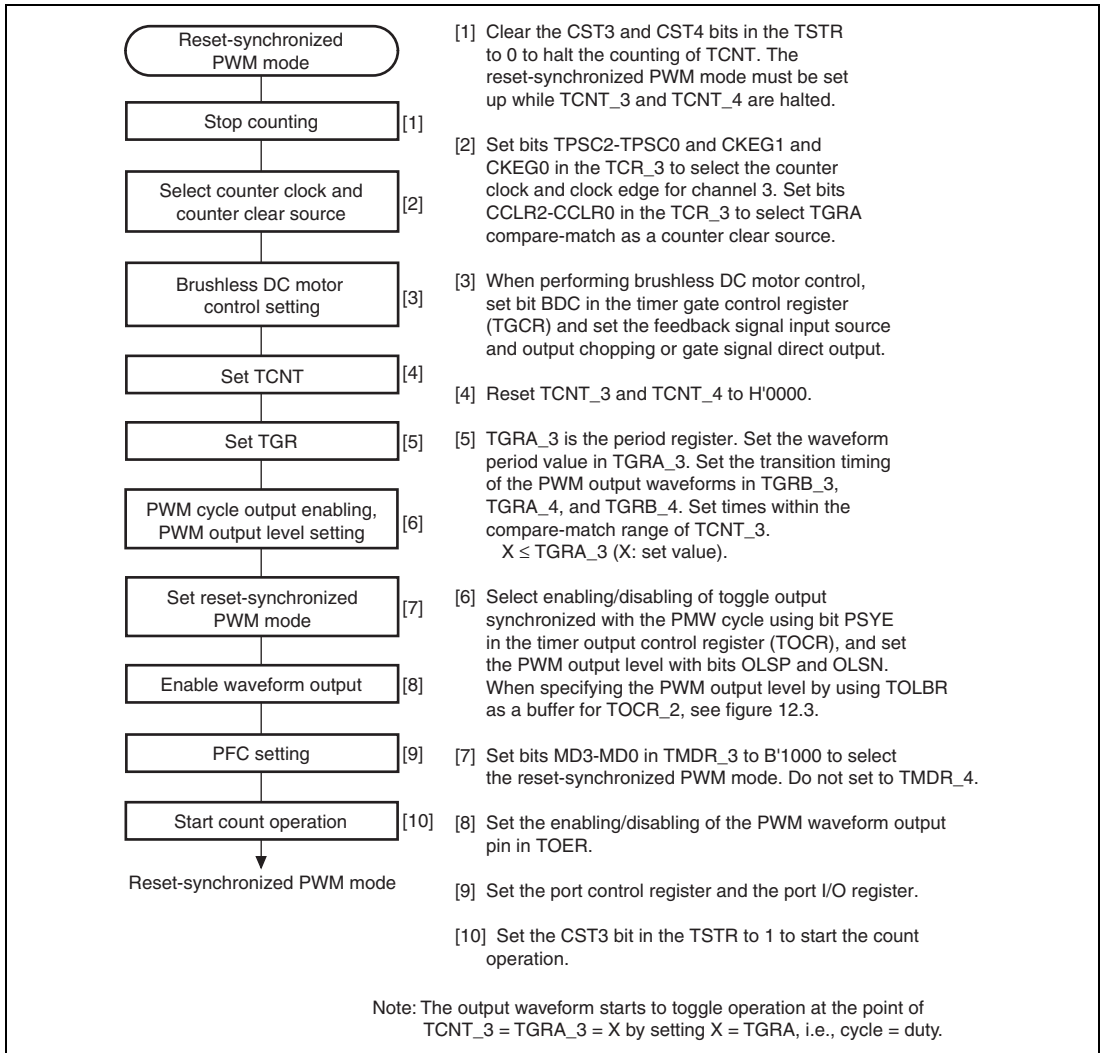 Reset-synchronized
PWM mode
Stop counting
[1]
Select counter clock and
counter clear source
[2]
Brushless DC motor
control setting
[3]
Set TCNT
[4]
Set TGR
[5]
PWM cycle output enabling,
PWM output level setting
[6]
Set reset-synchronized
PWM mode
[7]
Enable waveform output
[8]
PFC setting
[9]
Start count operation
[10]
Reset-synchronized PWM mode
[1] Clear the CST3 and CST4 bits in the TSTR
to 0 to halt the counting of TCNT. The
reset-synchronized PWM mode must be set
up while TCNT_3 and TCNT_4 are halted.
[2] Set bits TPSC2-TPSC0 and CKEG1 and
CKEG0 in the TCR_3 to select the counter
clock and clock edge for channel 3. Set bits
CCLR2-CCLR0 in the TCR_3 to select TGRA
compare-match as a counter clear source.
[3] When performing brushless DC motor control,
set bit BDC in the timer gate control register
(TGCR) and set the feedback signal input source
and output chopping or gate signal direct output.
[4] Reset TCNT_3 and TCNT_4 to H'0000.
[5] TGRA_3 is the period register. Set the waveform
period value in TGRA_3. Set the transition timing
of the PWM output waveforms in TGRB_3,
TGRA_4, and TGRB_4. Set times within the
compare-match range of TCNT_3.
X ≤ TGRA_3 (X: set value).
[6] Select enabling/disabling of toggle output
synchronized with the PMW cycle using bit PSYE
in the timer output control register (TOCR), and set
the PWM output level with bits OLSP and OLSN.
When specifying the PWM output level by using TOLBR
as a buffer for TOCR_2, see figure 12.3.
[7] Set bits MD3-MD0 in TMDR_3 to B'1000 to select
the reset-synchronized PWM mode. Do not set to TMDR_4.
[8] Set the enabling/disabling of the PWM waveform output
pin in TOER.
[9] Set the port control register and the port I/O register.
[10] Set the CST3 bit in the TSTR to 1 to start the count
operation.
Note: The output waveform starts to toggle operation at the point of
TCNT_3 = TGRA_3 = X by setting X = TGRA, i.e., cycle = duty.